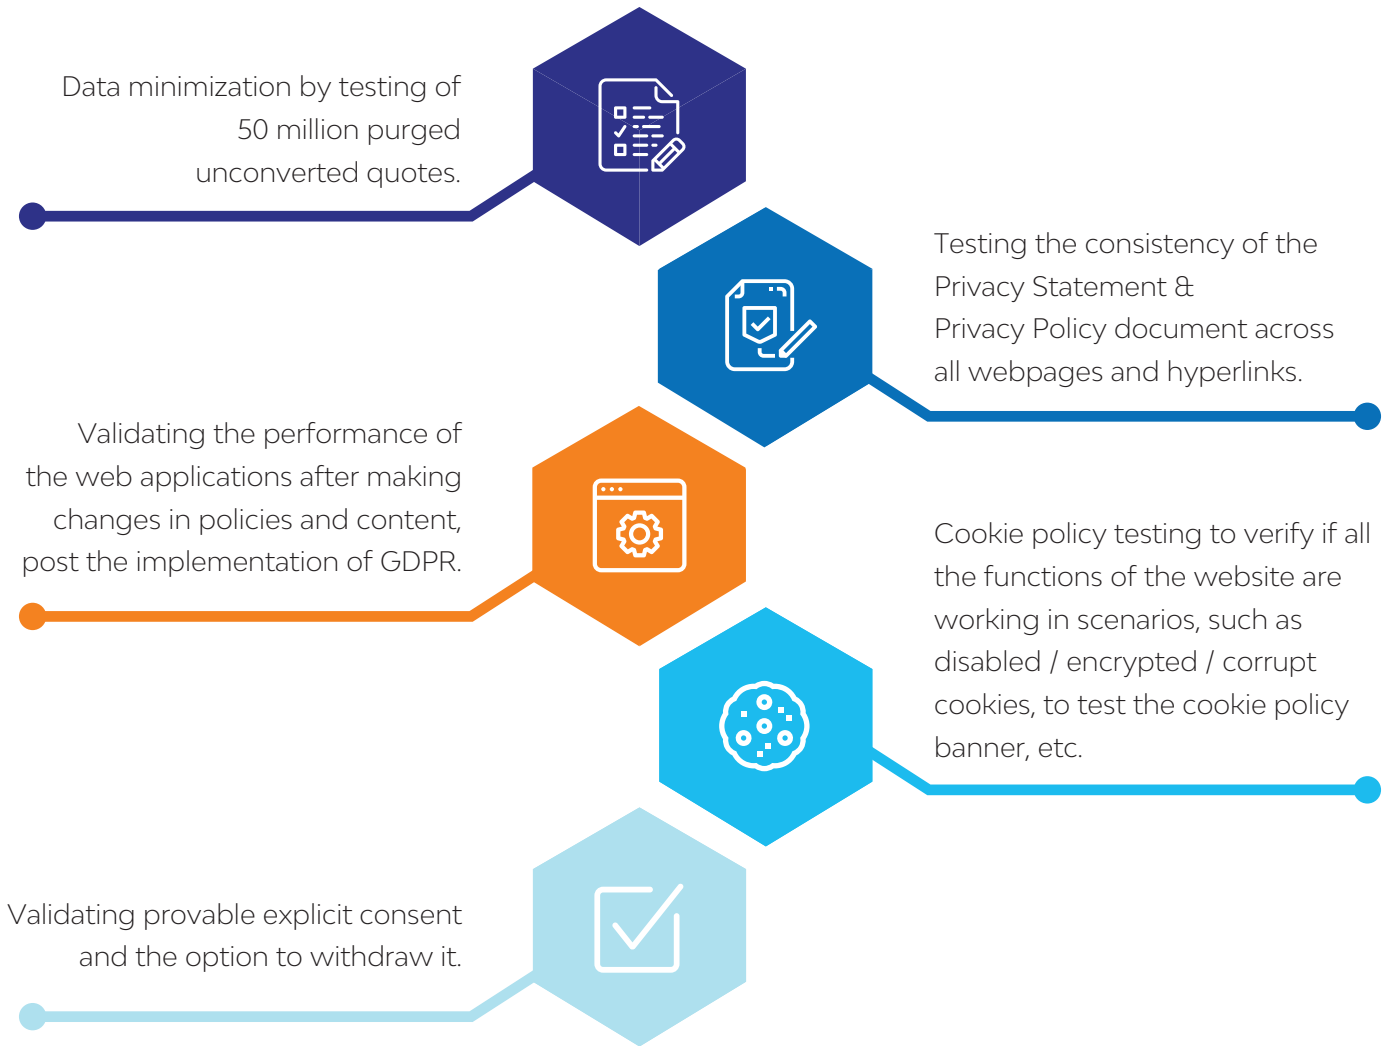 Data minimization by testing of
50 million purged
unconverted quotes.
Testing the consistency of the
Privacy Statement &
Privacy Policy document across
all webpages and hyperlinks.
Validating the performance of
the web applications after making
changes in policies and content,
post the implementation of GDPR.
Cookie policy testing to verify if all
the functions of the website are
working in scenarios, such as
disabled / encrypted / corrupt
cookies, to test the cookie policy
banner, etc.
Validating provable explicit consent
and the option to withdraw it.